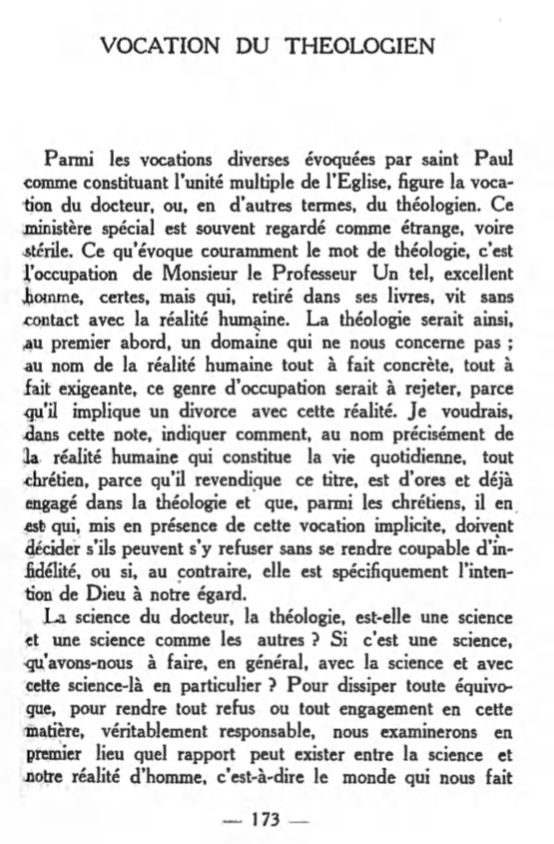 VOCATION DU THEOLOGIEN
Parmi les vocations diverses évoquées par saint Paul
comme constituant l'unité multiple de l'Eglise, figure la voca-
tion du docteur, ou, en d'autres termes, du théologien. Ce
ministère spécial est souvent regardé comme étrange, voire
stérile. Ce qu'évoque couramment le mot de théologie, c'est
l'occupation de Monsieur le Professeur Un tel, excellent
homme, certes, mais qui, retiré dans ses livres, vit sans
contact avec la réalité humaine. La théologie serait ainsi,
au premier abord, un domaine qui ne nous concerne pas ;
au nom de la réalité humaine tout à fait concrète, tout à
fait exigeante, ce genre d'occupation serait à rejeter, parce
qu'il implique un divorce avec cette réalité. Je voudrais,
dans cette note, indiquer comment, au nom précisément de
la réalité humaine qui constitue la vie quotidienne, tout
chrétien, parce qu'il revendique ce titre, est d'ores et déjà
engagé dans la théologie et que, parmi les chrétiens, il en
est qui, mis en présence de cette vocation implicite, doivent
décider s'ils peuvent s'y refuser sans se rendre coupable d'in-
fidélité, ou si, au contraire, elle est spécifiquement l'inten-
tion de Dieu à notre égard.
La science du docteur, la théologie, est-elle une science
et une science comme les autres ? Si c'est une science,
qu'avons-nous à faire, en général, avec la science et avec
cette science-là en particulier ? Pour dissiper toute équivo-
que, pour rendre tout refus ou tout engagement en cette
matière, véritablement responsable, nous examinerons en
premier lieu quel rapport peut exister entre la science et
notre réalité d'homme, c'est-à-dire le monde qui nous fait
— 173 —